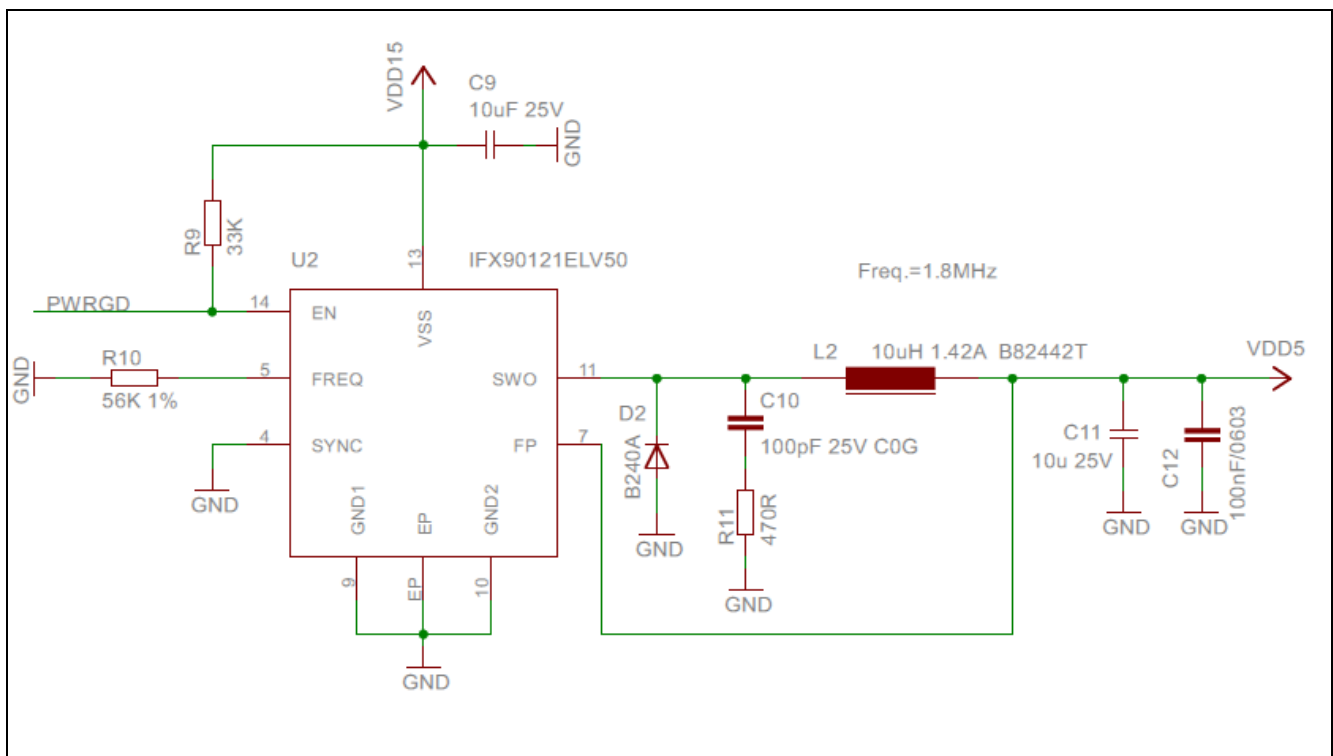 VDD15
C9
10uF 25V
GND
R9
33K
U2
13
IFX90121ELV50
Freq.=1.8MHz
PWRGD
14
EN
VSS
GND
R10
56K 1%
5
FREQ
SWO
11
L2
10uH 1.42A B82442T
VDD5
4
SYNC
FP
7
GND
D2
B240A
GND
C10
100pF 25V C0G
R11
470R
GND
C11
10u 25V
GND
C12
100nF/0603
GND
GND1
EP
GND2
9
EP
10
GND